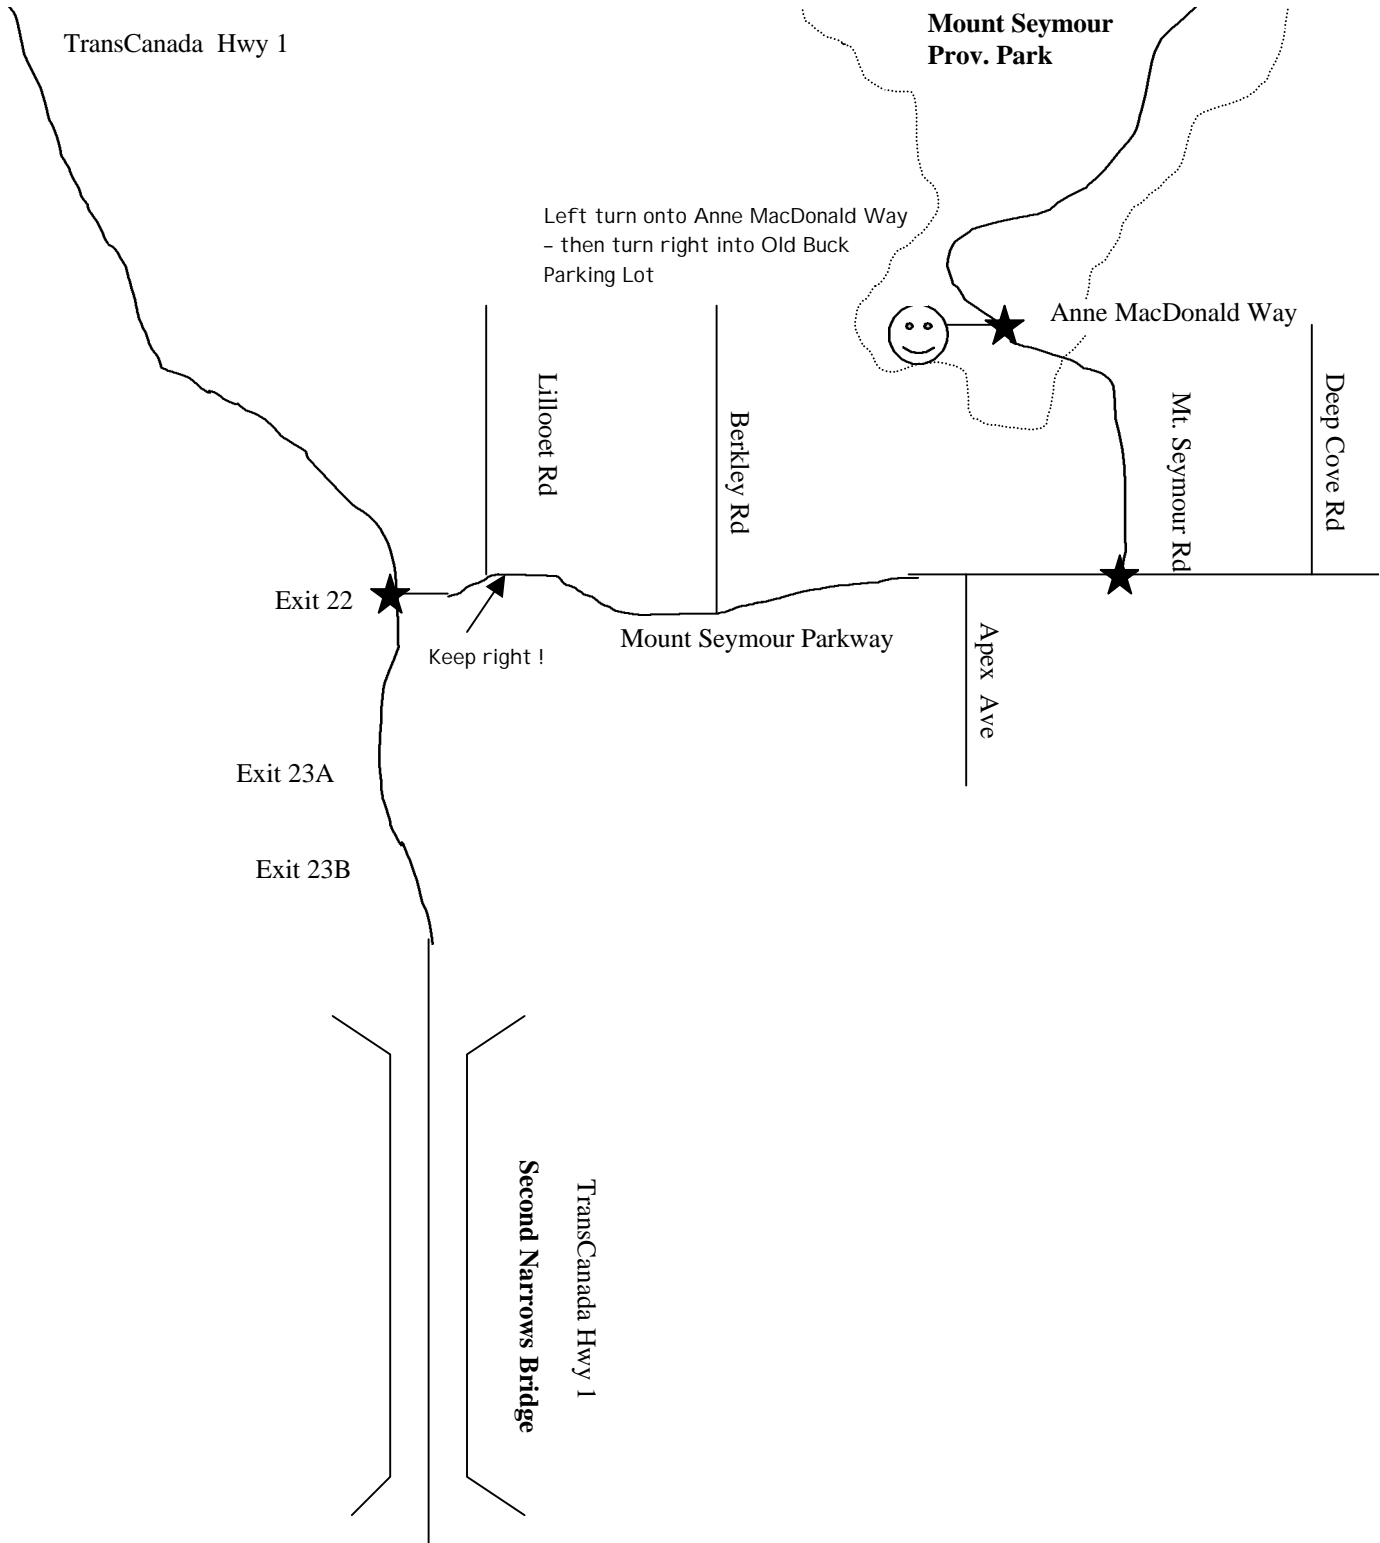 TransCanada  Hwy 1
Mount Seymour
Prov. Park
Left turn onto Anne MacDonald Way
– then turn right into Old Buck
Parking Lot
Anne MacDonald Way
Lillooet Rd
Berkley Rd
Mt. Seymour Rd
Deep Cove Rd
Exit 22
Keep right !
Mount Seymour Parkway
Apex  Ave
Exit 23A
Exit 23B
Second Narrows Bridge
TransCanada Hwy 1